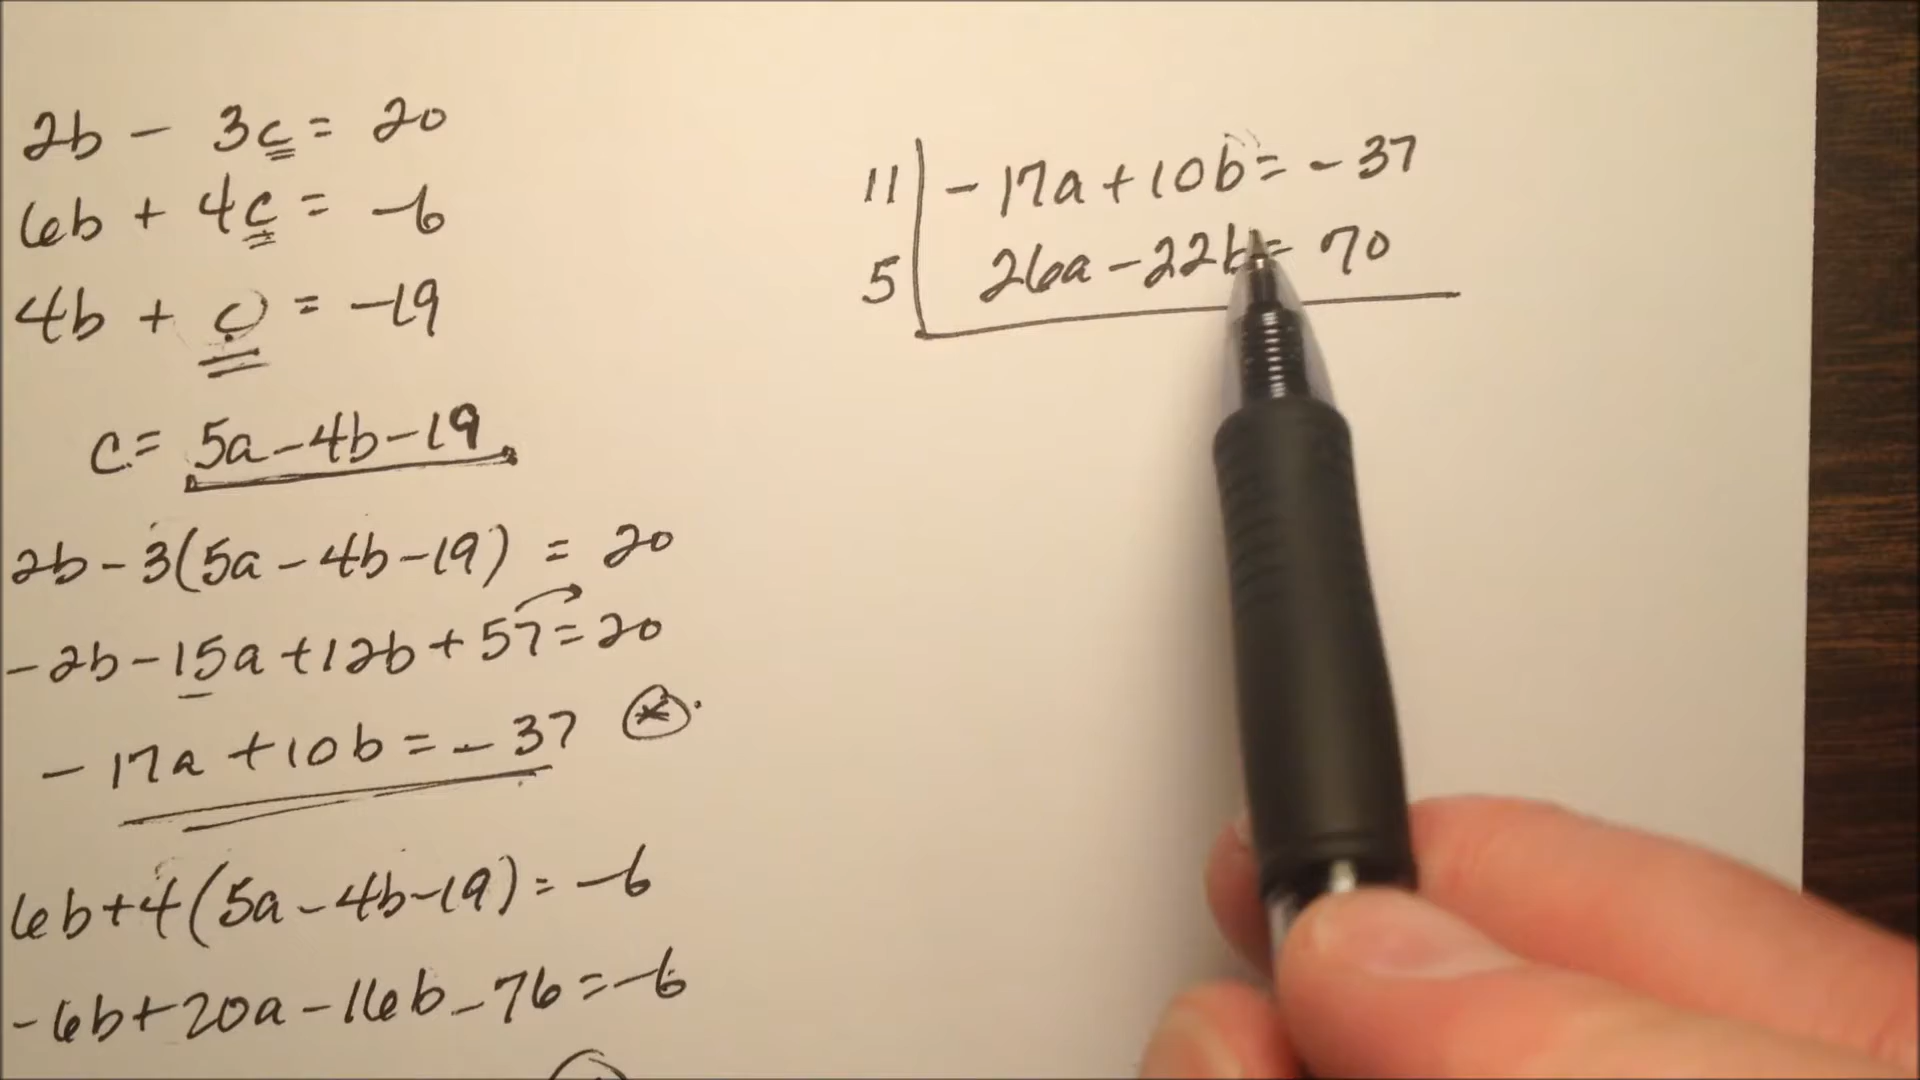 2b - 3c = 20
6b + 4c = -6
4b + c = -19
c = 5a - 4b - 19
2b - 3(5a - 4b - 19) = 20
- 2b - 15a + 12b + 57 = 20
- 17a + 10b = - 37 *
6b + 4(5a - 4b - 19) = -6
- 6b + 20a - 16b - 76 = -6
11 - 17a + 10b = - 37
5 26a - 22b = 70